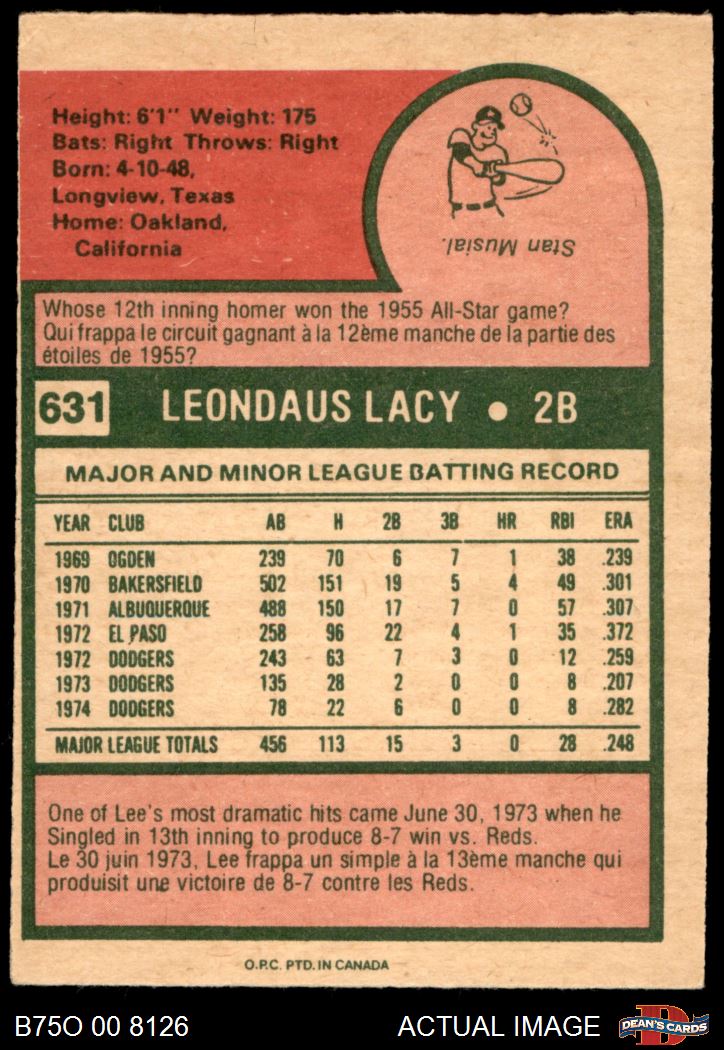 Height: 6'1" Weight: 175
Bats: Right Throws: Right
Born: 4-10-48,
Longview, Texas
Home: Oakland,
California
Stan Musial.
Whose 12th inning homer won the 1955 All-Star game?
Qui frappa le circuit gagnant à la 12ème manche de la partie des
étoiles de 1955?
631 LEONDAUS LACY • 2B
MAJOR AND MINOR LEAGUE BATTING RECORD
YEAR CLUB AB H 2B 3B HR RBI ERA
1969 OGDEN 239 70 6 7 1 38 .239
1970 BAKERSFIELD 502 151 19 5 4 49 .301
1971 ALBUQUERQUE 488 150 17 7 0 57 .307
1972 EL PASO 258 96 22 4 1 35 .372
1972 DODGERS 243 63 7 3 0 12 .259
1973 DODGERS 135 28 2 0 0 8 .207
1974 DODGERS 78 22 6 0 0 8 .282
MAJOR LEAGUE TOTALS 456 113 15 3 0 28 .248
One of Lee's most dramatic hits came June 30, 1973 when he
Singled in 13th inning to produce 8-7 win vs. Reds.
Le 30 juin 1973, Lee frappa un simple à la 13ème manche qui
produisit une victoire de 8-7 contre les Reds.
O.P.C. PTD. IN CANADA
B75O 00 8126 ACTUAL IMAGE DEAN'S CARDS